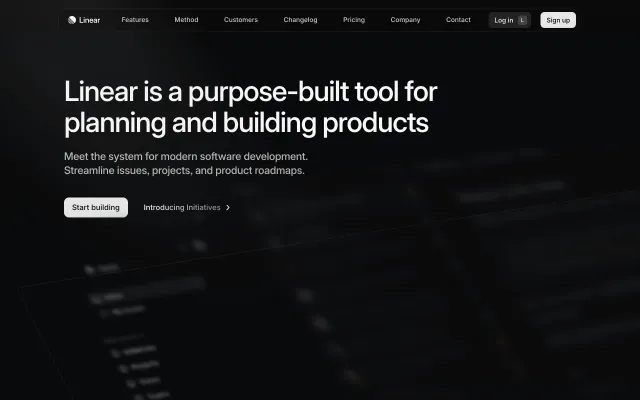 Linear
Features
Method
Customers
Changelog
Pricing
Company
Contact
Log in
L
Sign up
Linear is a purpose-built tool for
planning and building products
Meet the system for modern software development.
Streamline issues, projects, and product roadmaps.
Start building
Introducing Initiatives